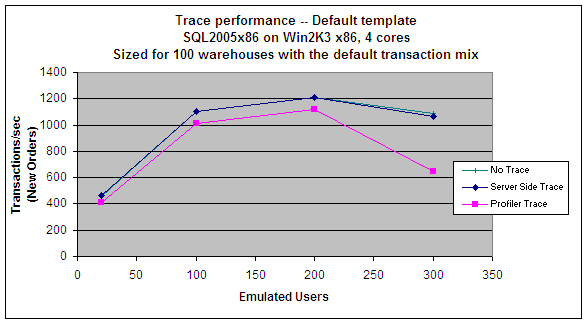 Trace performance -- Default template
SQL2005x86 on Win2K3 x86, 4 cores
Sized for 100 warehouses with the default transaction mix
Transactions/sec
(New Orders)
1400
1200
1000
800
600
400
200
0
0 50 100 150 200 250 300 350
Emulated Users
No Trace
Server Side Trace
Profiler Trace